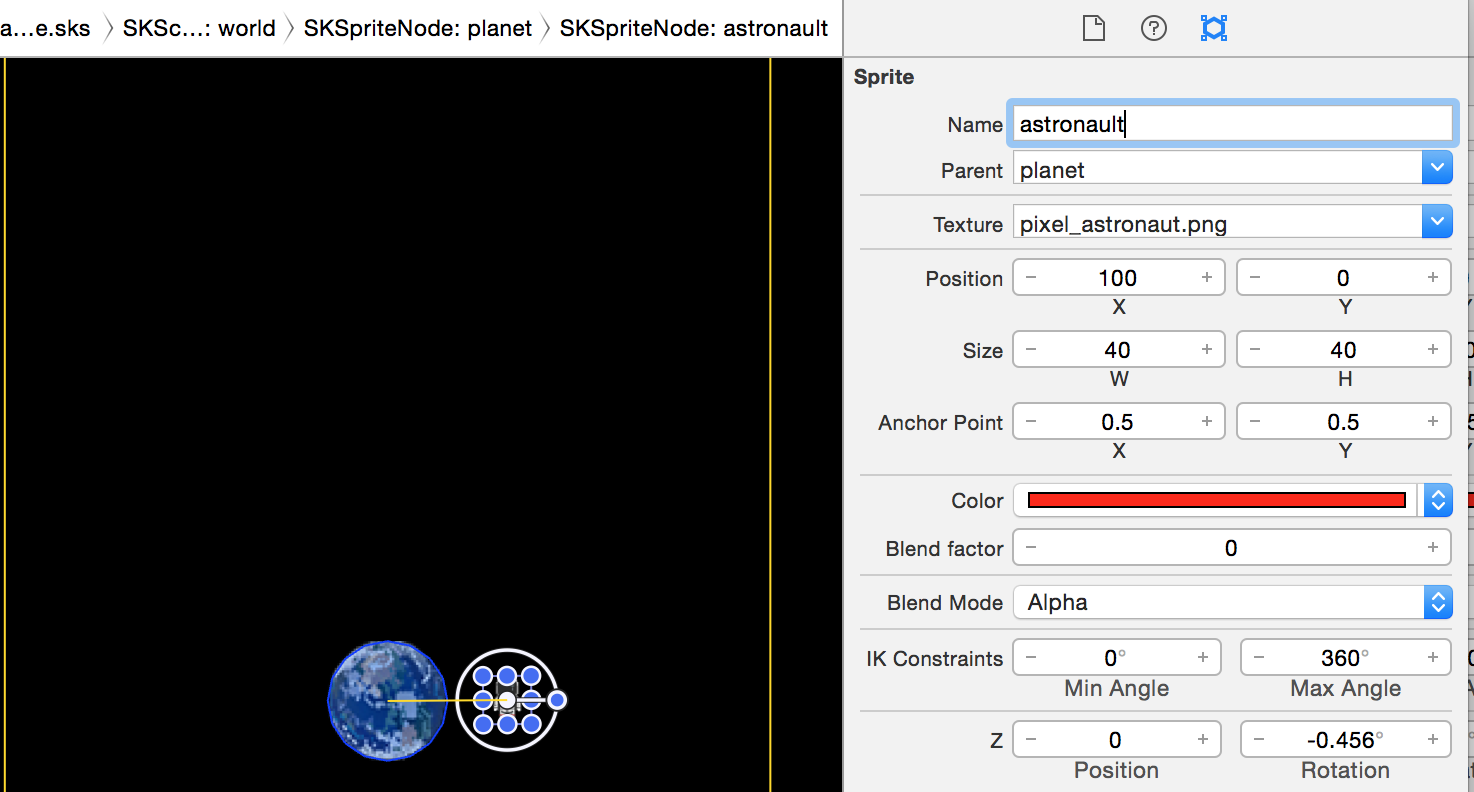 a...e.sks SKSc...: world SKSpriteNode: planet SKSpriteNode: astronaut
?
Sprite
Name astronault
Parent planet
Texture pixel_astronaut.png
Position − 100 + − 0 +
X Y
Size − 40 + − 40 +
W H
Anchor Point − 0.5 + − 0.5 +
X Y
Color
Blend factor − 0 +
Blend Mode Alpha
IK Constraints − 0° + − 360° +
Min Angle Max Angle
Z − 0 + − -0.456° +
Position Rotation